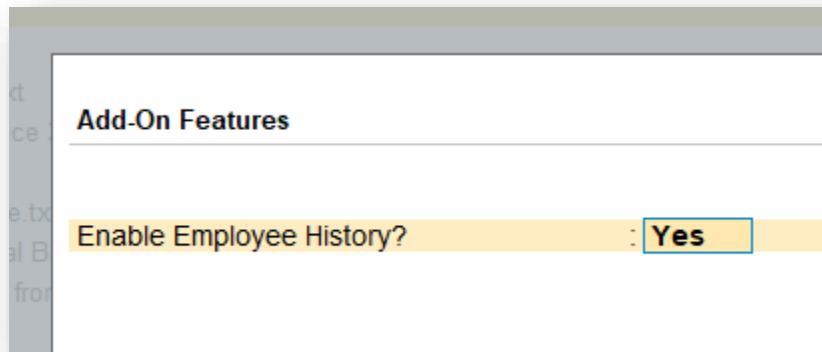 Add-On Features
Enable Employee History? : Yes